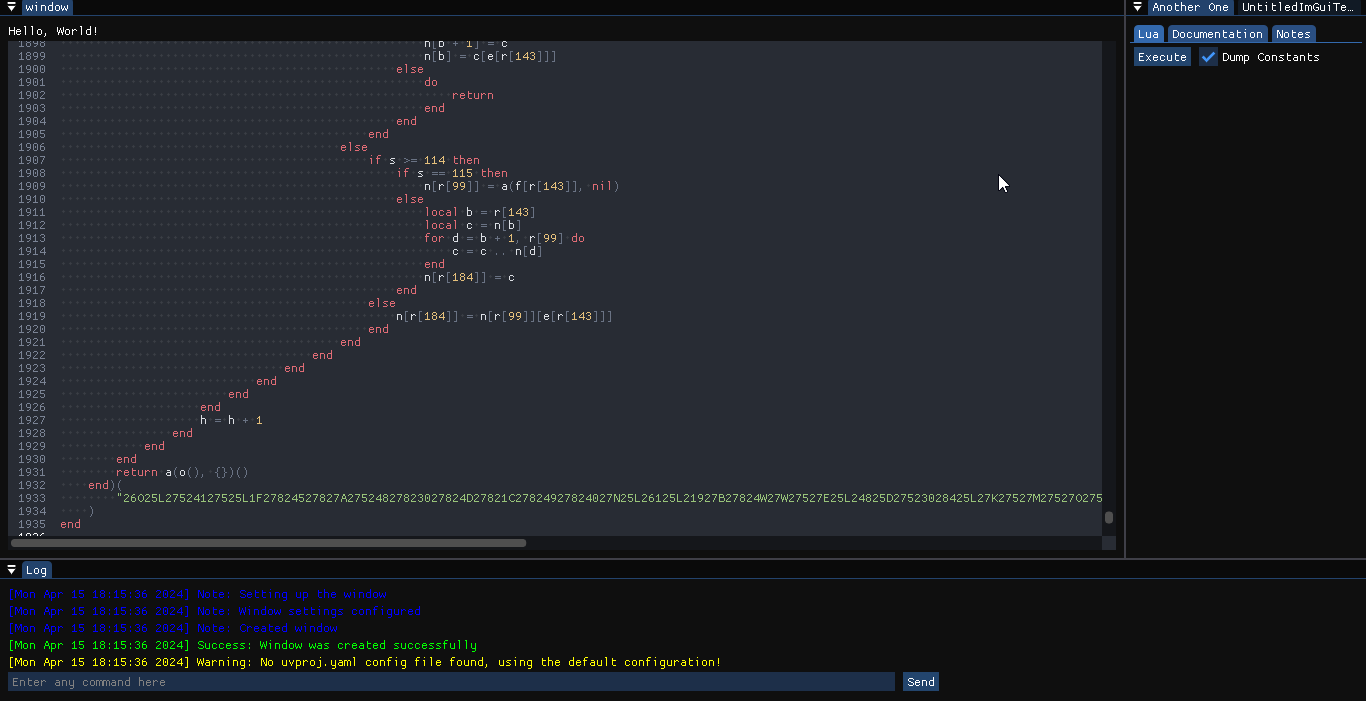 window
Hello, World!
1898 n[b + 1] = c
1899 n[b] = c[e[r[143]]]
1900 else
1901 do
1902 return
1903 end
1904 end
1905 end
1906 else
1907 if s >= 114 then
1908 if s == 115 then
1909 n[r[99]] = a(f[r[143]], nil)
1910 else
1911 local b = r[143]
1912 local c = n[b]
1913 for d = b + 1, r[99] do
1914 c = c .. n[d]
1915 end
1916 n[r[184]] = c
1917 end
1918 else
1919 n[r[184]] = n[r[99]][e[r[143]]]
1920 end
1921 end
1922 end
1923 end
1924 end
1925 end
1926 end
1927 h = h + 1
1928 end
1929 end
1930 end
1931 return a(o(), {})()
1932 end)(
1933 "26O25L27524127525L1F27824527827A27524827823027824D27821C27824927824027N25L26125L21927B27824W27W27527E25L24825D27523028425L27K27527M27527O275
1934 )
1935 end
Another One UntitledImGuiTe...
Lua Documentation Notes
Execute Dump Constants
Log
[Mon Apr 15 18:15:36 2024] Note: Setting up the window
[Mon Apr 15 18:15:36 2024] Note: Window settings configured
[Mon Apr 15 18:15:36 2024] Note: Created window
[Mon Apr 15 18:15:36 2024] Success: Window was created successfully
[Mon Apr 15 18:15:36 2024] Warning: No uvproj.yaml config file found, using the default configuration!
Enter any command here Send